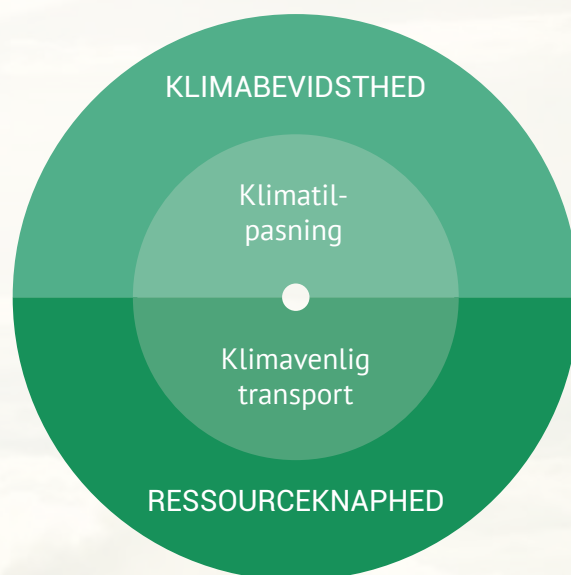 KLIMABEVIDSTHED
Klimatil-
pasning
Klimavenlig
transport
RESSOURCEKNAPHED